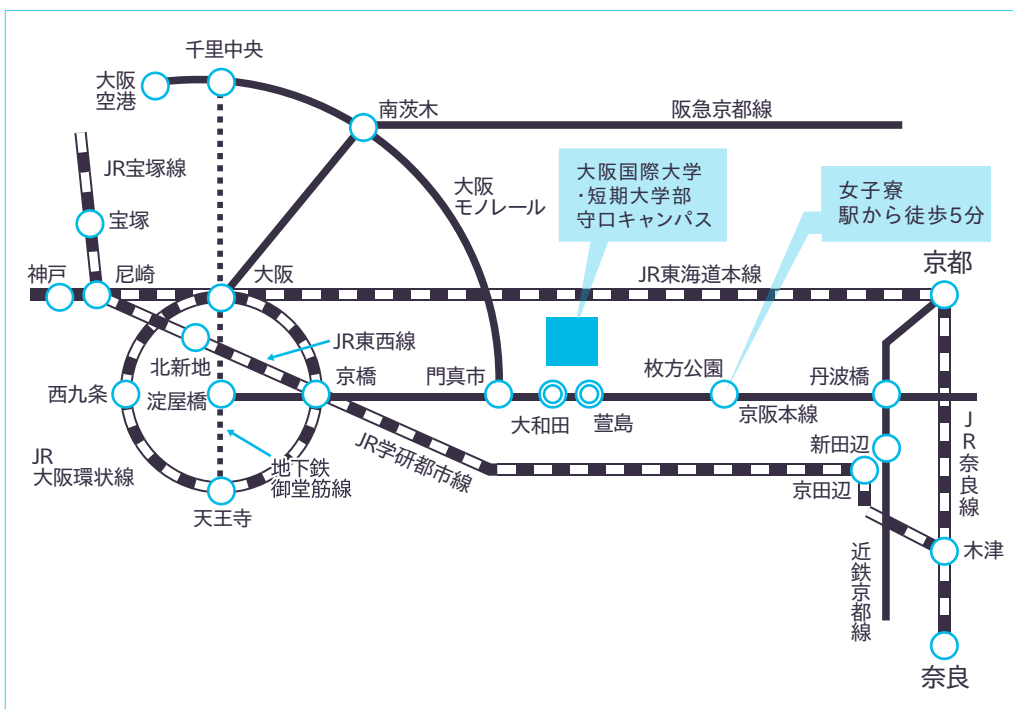 千里中央
大阪
空港
南茨木
阪急京都線
JR宝塚線
大阪
モノレール
大阪国際大学
・短期大学部
守口キャンパス
女子寮
駅から徒歩5分
宝塚
神戸
尼崎
大阪
JR東海道本線
京都
JR東西線
北新地
京橋
門真市
枚方公園
丹波橋
西九条
淀屋橋
大和田
萱島
京阪本線
JR奈良線
JR
大阪環状線
地下鉄
御堂筋線
JR学研都市線
新田辺
京田辺
天王寺
近鉄京都線
木津
奈良